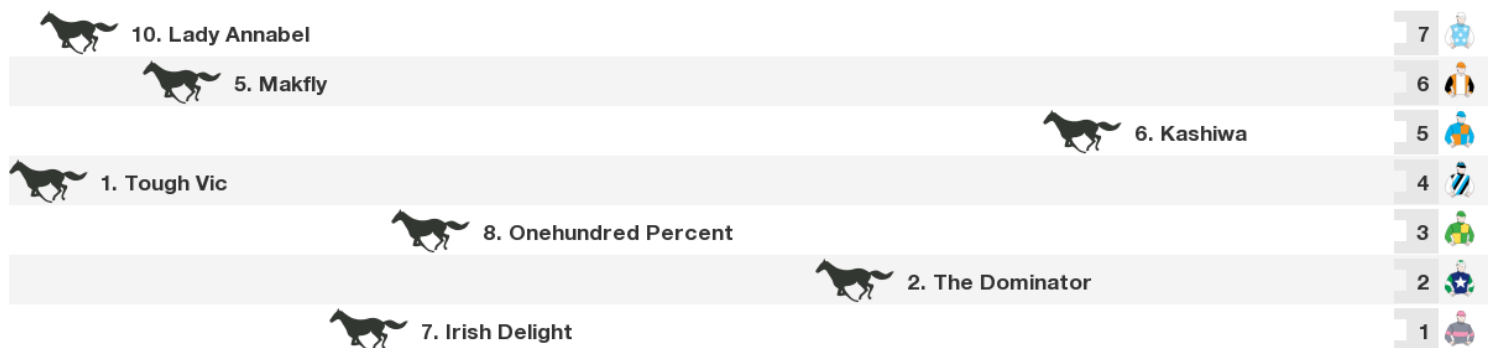 10. Lady Annabel 7
5. Makfly 6
6. Kashiwa 5
1. Tough Vic 4
8. Onehundred Percent 3
2. The Dominator 2
7. Irish Delight 1